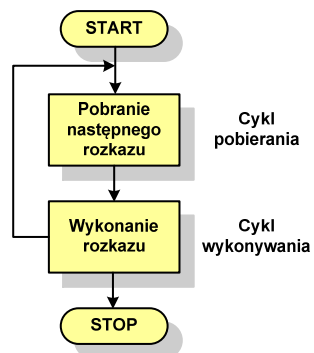 START
Pobranie
następnego
rozkazu
Cykl
pobierania
Wykonanie
rozkazu
Cykl
wykonywania
STOP